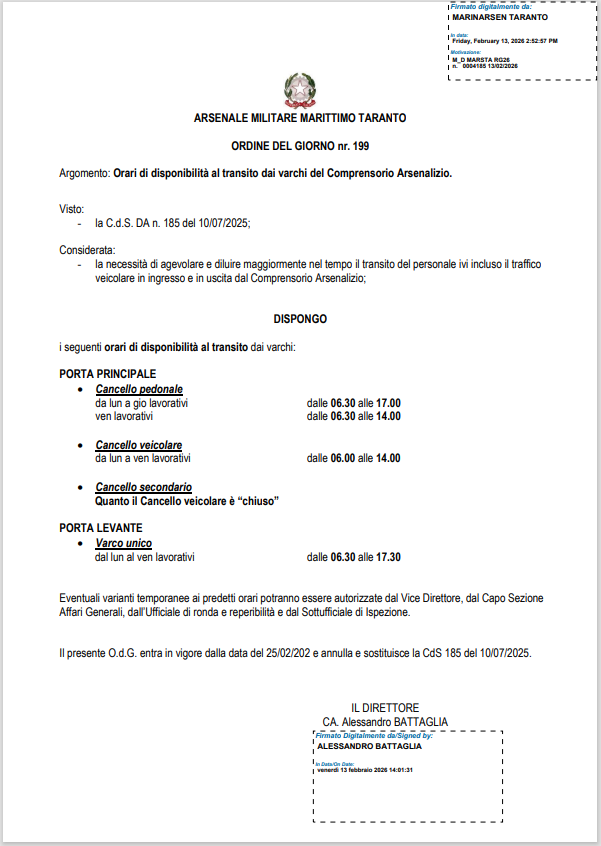 Firmato digitalmente da:
MARINARSEN TARANTO
In data:
Friday, February 13, 2026 2:52:57 PM
Motivazione:
M_D MARSTA RG26
n. 0004185 13/02/2026
ARSENALE MILITARE MARITTIMO TARANTO
ORDINE DEL GIORNO nr. 199
Argomento: Orari di disponibilità al transito dai varchi del Comprensorio Arsenalizio.
Visto:
- la C.d.S. DA n. 185 del 10/07/2025;
Considerata:
- la necessità di agevolare e diluire maggiormente nel tempo il transito del personale ivi incluso il traffico
veicolare in ingresso e in uscita dal Comprensorio Arsenalizio;
DISPONGO
i seguenti orari di disponibilità al transito dai varchi:
PORTA PRINCIPALE
• Cancello pedonale
da lun a gio lavorativi dalle 06.30 alle 17.00
ven lavorativi dalle 06.30 alle 14.00
• Cancello veicolare
da lun a ven lavorativi dalle 06.00 alle 14.00
• Cancello secondario
Quanto il Cancello veicolare è “chiuso”
PORTA LEVANTE
• Varco unico
dal lun al ven lavorativi dalle 06.30 alle 17.30
Eventuali varianti temporanee ai predetti orari potranno essere autorizzate dal Vice Direttore, dal Capo Sezione
Affari Generali, dall’Ufficiale di ronda e reperibilità e dal Sottufficiale di Ispezione.
Il presente O.d.G. entra in vigore dalla data del 25/02/202 e annulla e sostituisce la CdS 185 del 10/07/2025.
IL DIRETTORE
CA. Alessandro BATTAGLIA
Firmato Digitalmente da/Signed by:
ALESSANDRO BATTAGLIA
In Data/On Date:
venerdì 13 febbraio 2026 14:01:31